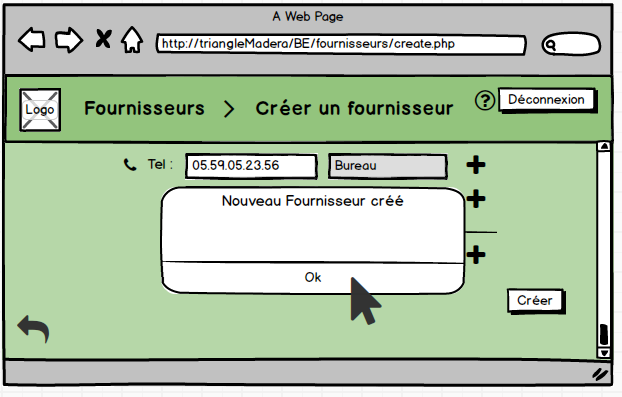 A Web Page
http://triangleMadera/BE/fournisseurs/create.php
Logo
Fournisseurs > Créer un fournisseur
?
Déconnexion
Tel : 05.59.05.23.56 Bureau
Nouveau Fournisseur créé
Ok
Créer